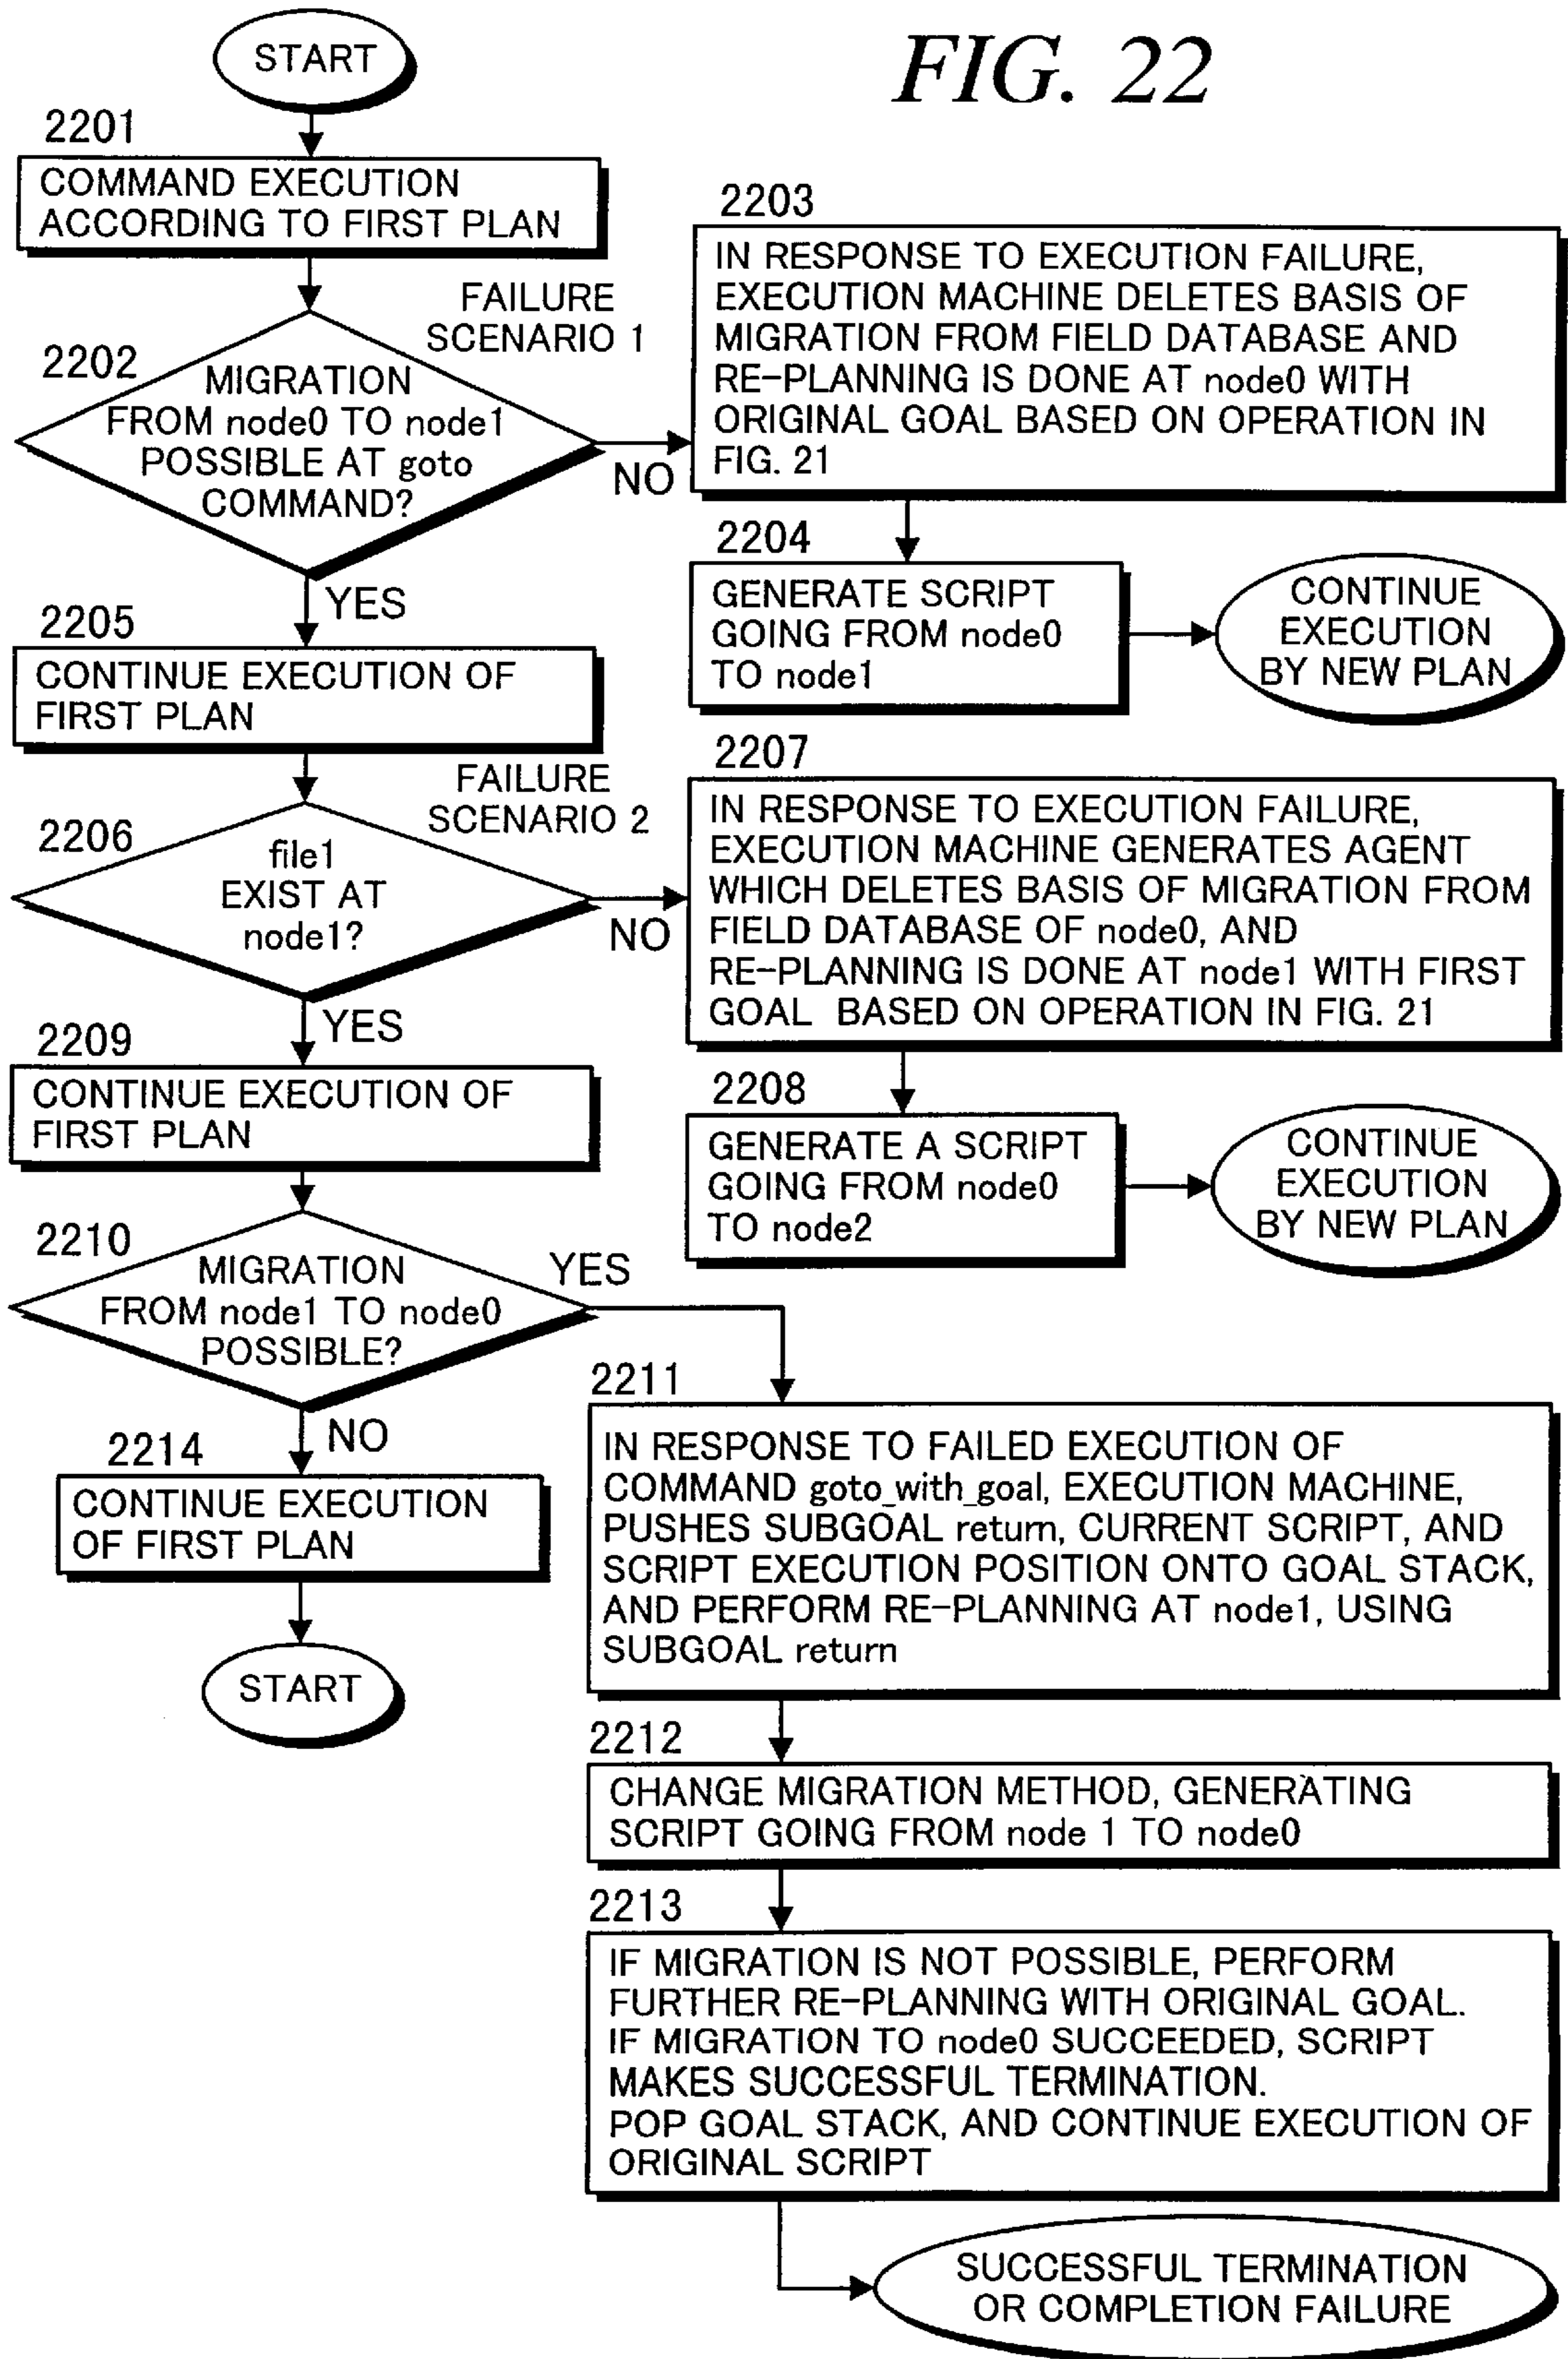 FIG. 22
START
2201
COMMAND EXECUTION
ACCORDING TO FIRST PLAN
FAILURE
SCENARIO 1
2202
MIGRATION
FROM node0 TO node1
POSSIBLE AT goto
COMMAND?
NO
YES
2203
IN RESPONSE TO EXECUTION FAILURE,
EXECUTION MACHINE DELETES BASIS OF
MIGRATION FROM FIELD DATABASE AND
RE-PLANNING IS DONE AT node0 WITH
ORIGINAL GOAL BASED ON OPERATION IN
FIG. 21
2204
GENERATE SCRIPT
GOING FROM node0
TO node1
CONTINUE
EXECUTION
BY NEW PLAN
2205
CONTINUE EXECUTION OF
FIRST PLAN
FAILURE
SCENARIO 2
2206
file1
EXIST AT
node1?
NO
YES
2207
IN RESPONSE TO EXECUTION FAILURE,
EXECUTION MACHINE GENERATES AGENT
WHICH DELETES BASIS OF MIGRATION FROM
FIELD DATABASE OF node0, AND
RE-PLANNING IS DONE AT node1 WITH FIRST
GOAL BASED ON OPERATION IN FIG. 21
2208
GENERATE A SCRIPT
GOING FROM node0
TO node2
CONTINUE
EXECUTION
BY NEW PLAN
2209
CONTINUE EXECUTION OF
FIRST PLAN
2210
MIGRATION
FROM node1 TO node0
POSSIBLE?
YES
NO
2211
IN RESPONSE TO FAILED EXECUTION OF
COMMAND goto_with_goal, EXECUTION MACHINE,
PUSHES SUBGOAL return, CURRENT SCRIPT, AND
SCRIPT EXECUTION POSITION ONTO GOAL STACK,
AND PERFORM RE-PLANNING AT node1, USING
SUBGOAL return
2214
CONTINUE EXECUTION
OF FIRST PLAN
START
2212
CHANGE MIGRATION METHOD, GENERATING
SCRIPT GOING FROM node 1 TO node0
2213
IF MIGRATION IS NOT POSSIBLE, PERFORM
FURTHER RE-PLANNING WITH ORIGINAL GOAL.
IF MIGRATION TO node0 SUCCEEDED, SCRIPT
MAKES SUCCESSFUL TERMINATION.
POP GOAL STACK, AND CONTINUE EXECUTION OF
ORIGINAL SCRIPT
SUCCESSFUL TERMINATION
OR COMPLETION FAILURE